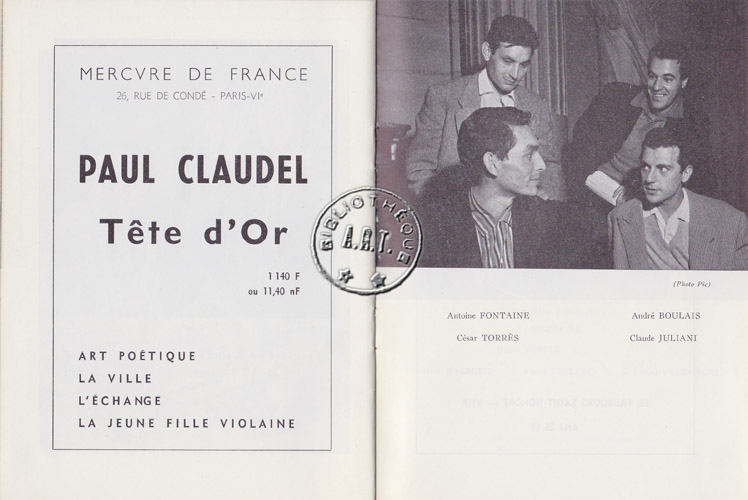 MERCVRE DE FRANCE
26, RUE DE CONDÉ - PARIS-VIe
PAUL CLAUDEL
Tête d'Or
1 140 F
ou 11,40 nF
ART POÉTIQUE
LA VILLE
L'ÉCHANGE
LA JEUNE FILLE VIOLAINE
BIBLIOTHÈQUE
A.R.T.
(Photo Pic)
Antoine FONTAINE
André BOULAIS
César TORRÈS
Claude JULIANI